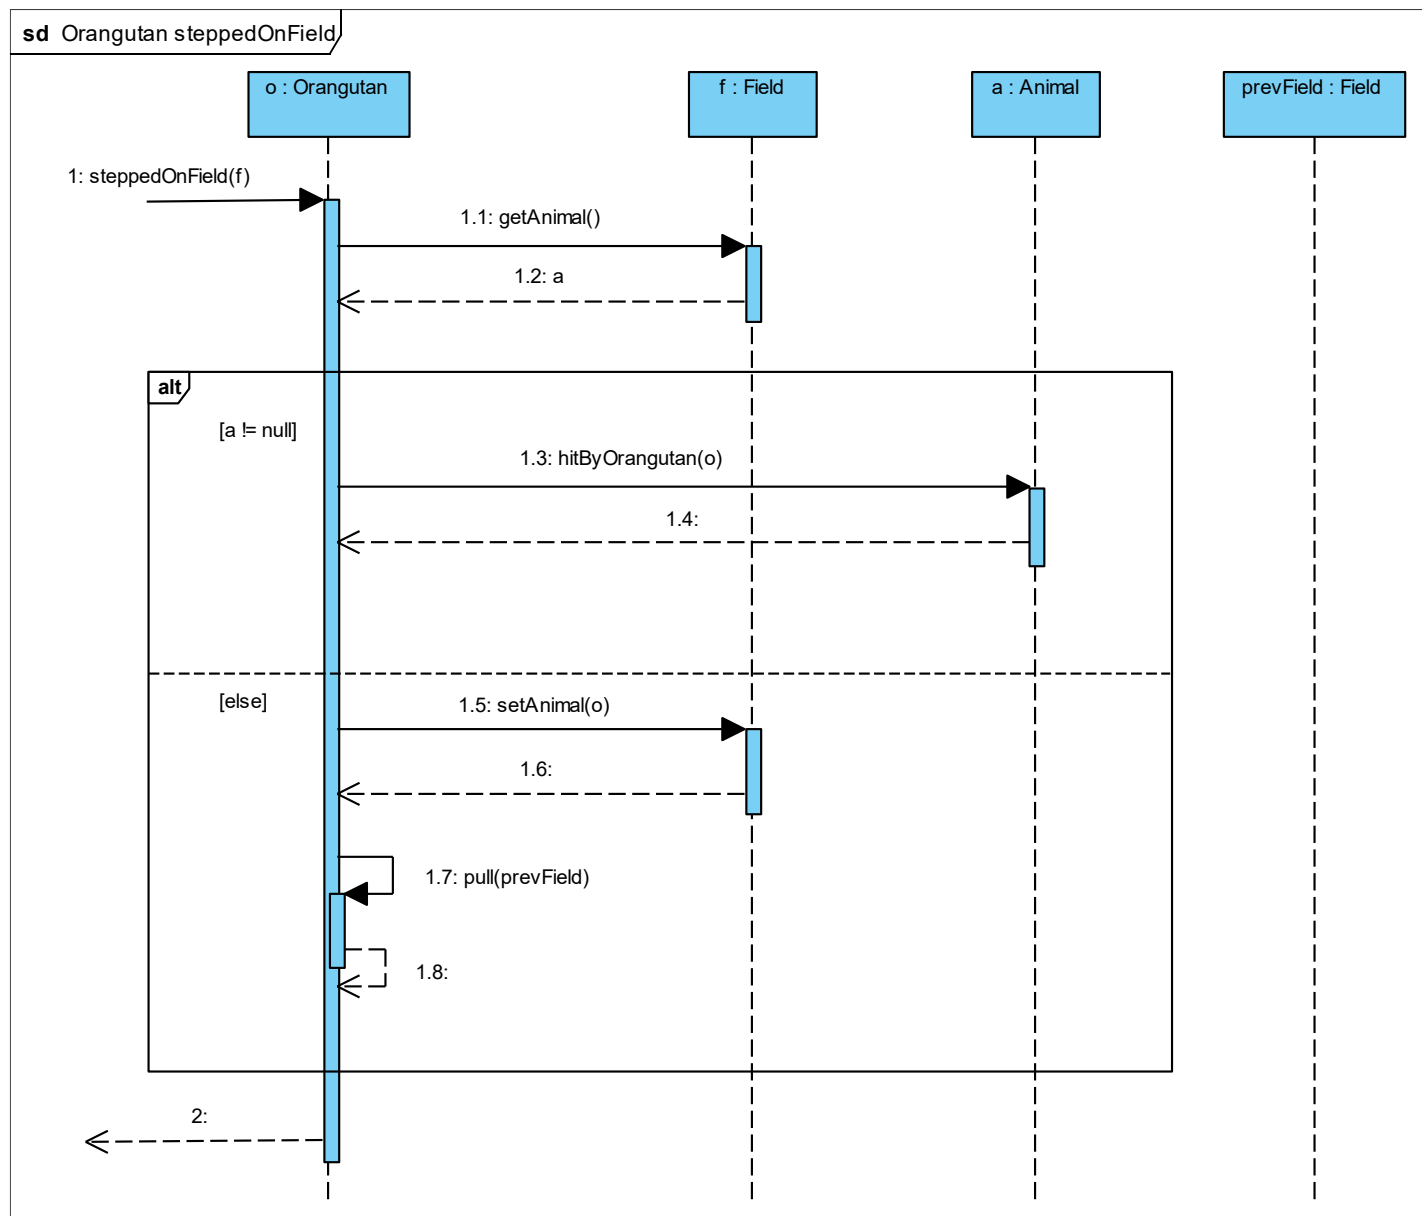 sd Orangutan steppedOnField
o : Orangutan
f : Field
a : Animal
prevField : Field
1: steppedOnField(f)
1.1: getAnimal()
1.2: a
alt
[a != null]
1.3: hitByOrangutan(o)
1.4:
[else]
1.5: setAnimal(o)
1.6:
1.7: pull(prevField)
1.8:
2: